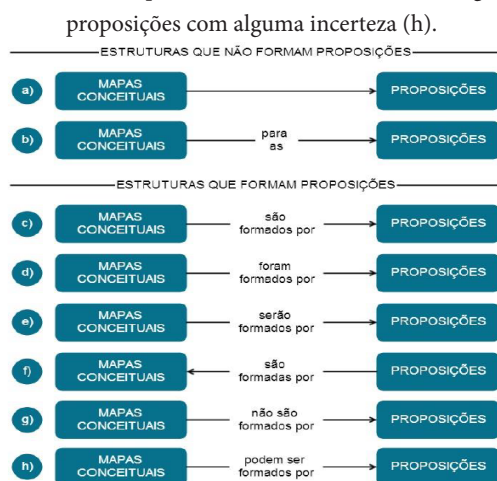 proposições com alguma incerteza (h).
ESTRUTURAS QUE NÃO FORMAM PROPOSIÇÕES
a) MAPAS CONCEITUAIS PROPOSIÇÕES
b) MAPAS CONCEITUAIS para as PROPOSIÇÕES
ESTRUTURAS QUE FORMAM PROPOSIÇÕES
c) MAPAS CONCEITUAIS são formados por PROPOSIÇÕES
d) MAPAS CONCEITUAIS foram formados por PROPOSIÇÕES
e) MAPAS CONCEITUAIS serão formados por PROPOSIÇÕES
f) MAPAS CONCEITUAIS são formadas por PROPOSIÇÕES
g) MAPAS CONCEITUAIS não são formados por PROPOSIÇÕES
h) MAPAS CONCEITUAIS podem ser formados por PROPOSIÇÕES